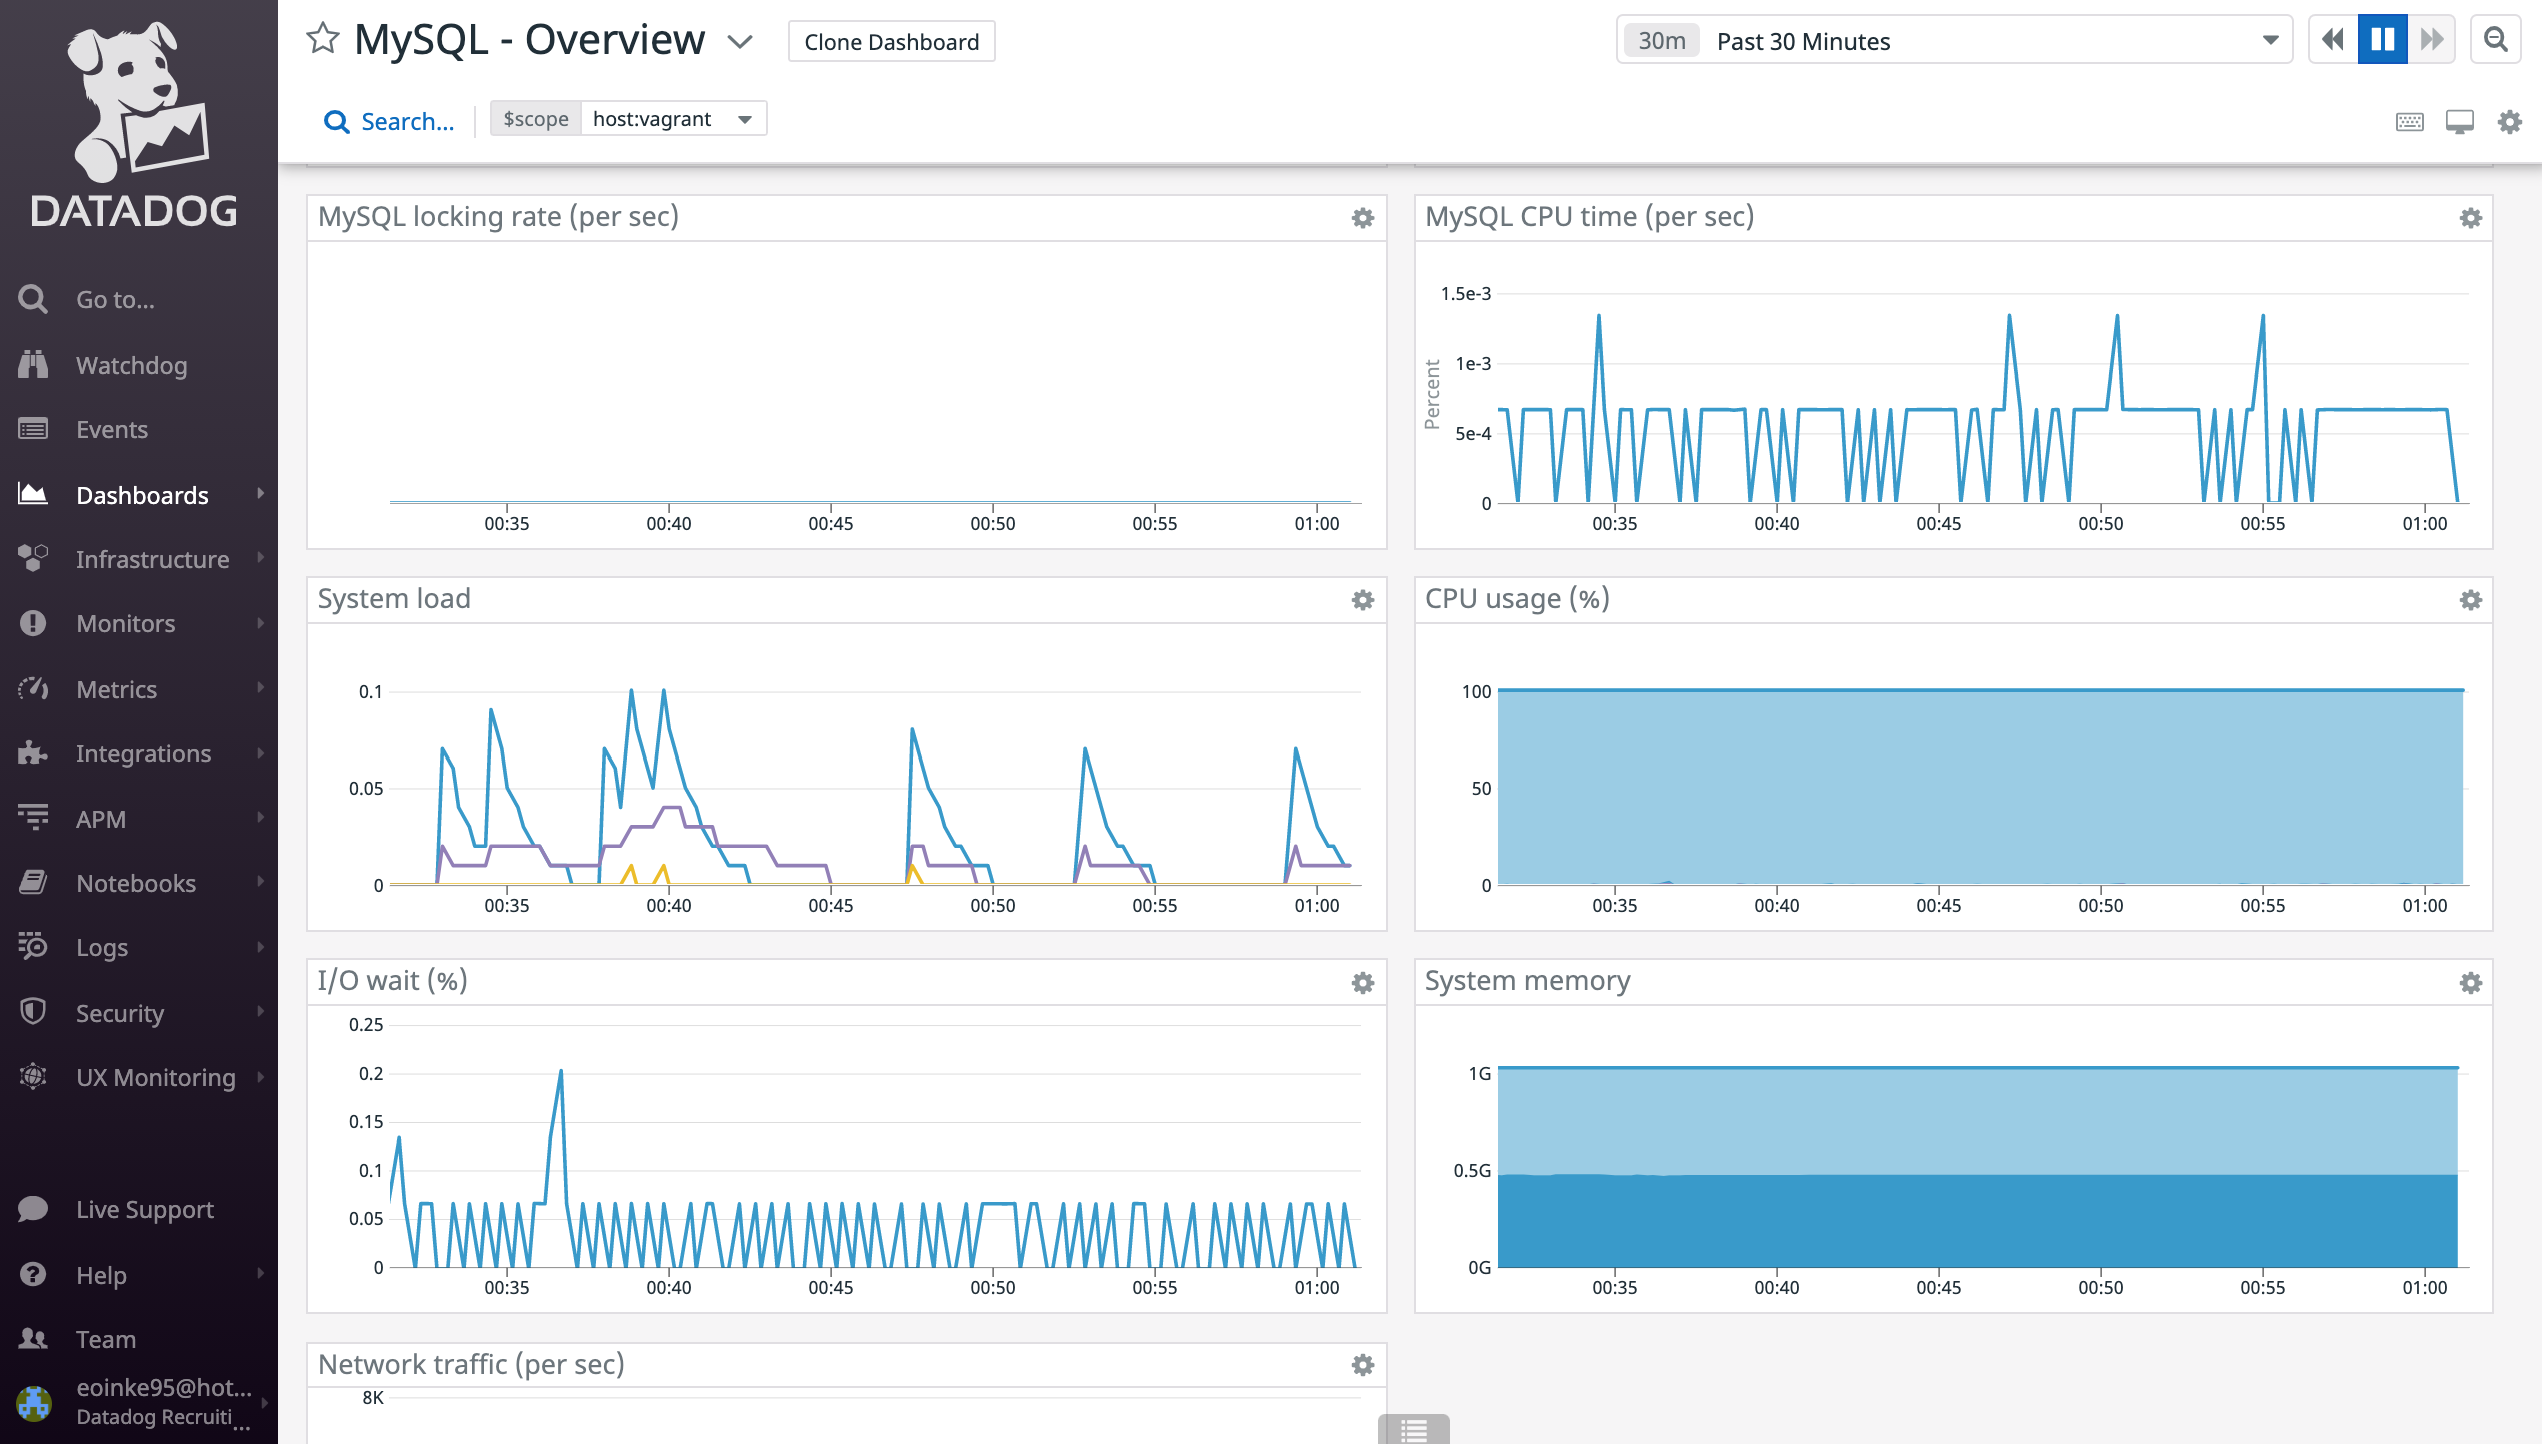 DATADOG
Go to...
Watchdog
Events
Dashboards
Infrastructure
Monitors
Metrics
Integrations
APM
Notebooks
Logs
Security
UX Monitoring
Live Support
Help
Team
eoinke95@hot...
Datadog Recruiti...
MySQL - Overview
Clone Dashboard
30m Past 30 Minutes
Search...
$scope host:vagrant
MySQL locking rate (per sec)
00:35 00:40 00:45 00:50 00:55 01:00
MySQL CPU time (per sec)
Percent
1.5e-3
1e-3
5e-4
0
00:35 00:40 00:45 00:50 00:55 01:00
System load
0.1
0.05
0
00:35 00:40 00:45 00:50 00:55 01:00
CPU usage (%)
100
50
0
00:35 00:40 00:45 00:50 00:55 01:00
I/O wait (%)
0.25
0.2
0.15
0.1
0.05
0
00:35 00:40 00:45 00:50 00:55 01:00
System memory
1G
0.5G
0G
00:35 00:40 00:45 00:50 00:55 01:00
Network traffic (per sec)
8K